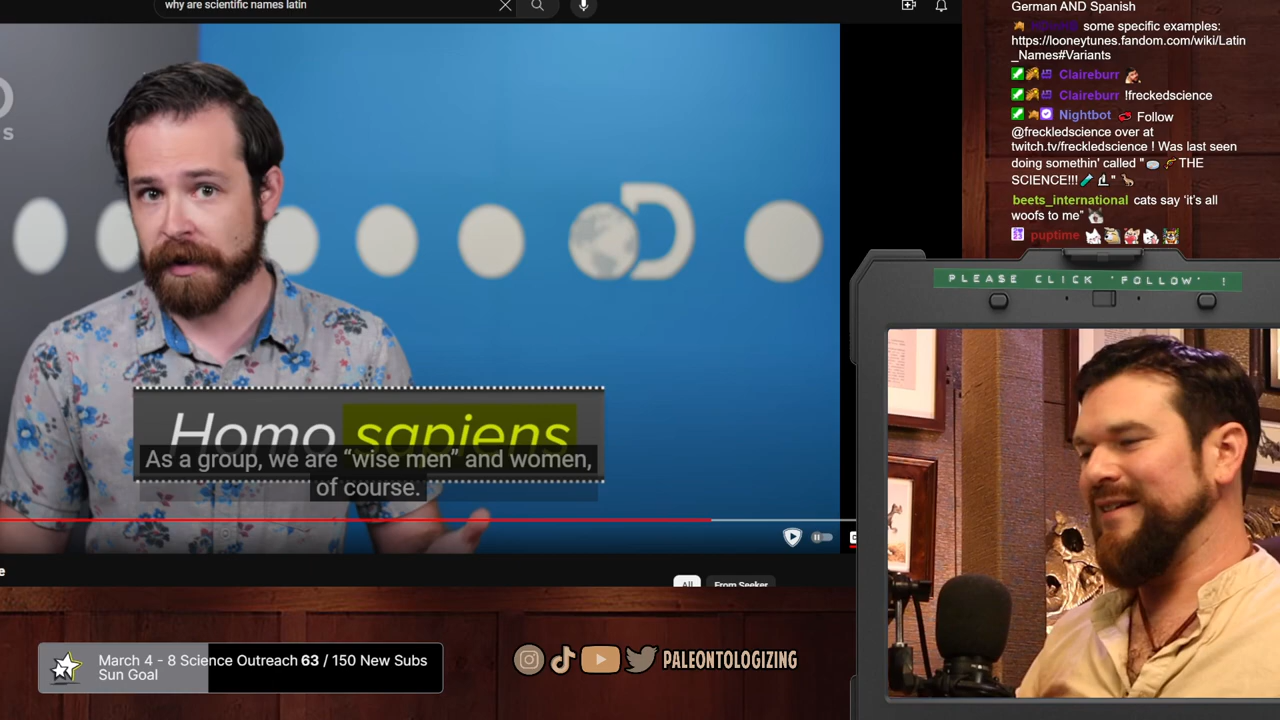 why are scientific names latin
S
Homo sapiens
As a group, we are “wise men” and women,
of course.
e
All
From Seeker
March 4 - 8 Science Outreach 63 / 150 New Subs
Sun Goal
PALEONTOLOGIZING
German AND Spanish
some specific examples:
https://looneytunes.fandom.com/wiki/Latin
_Names#Variants
Claireburr
Claireburr !freckedscience
Nightbot Follow
@freckledscience over at
twitch.tv/freckledscience ! Was last seen
doing somethin' called " THE
SCIENCE!!! "
beets_international cats say ‘it’s all
woofs to me”
puptime
PLEASE CLICK 'FOLLOW' !